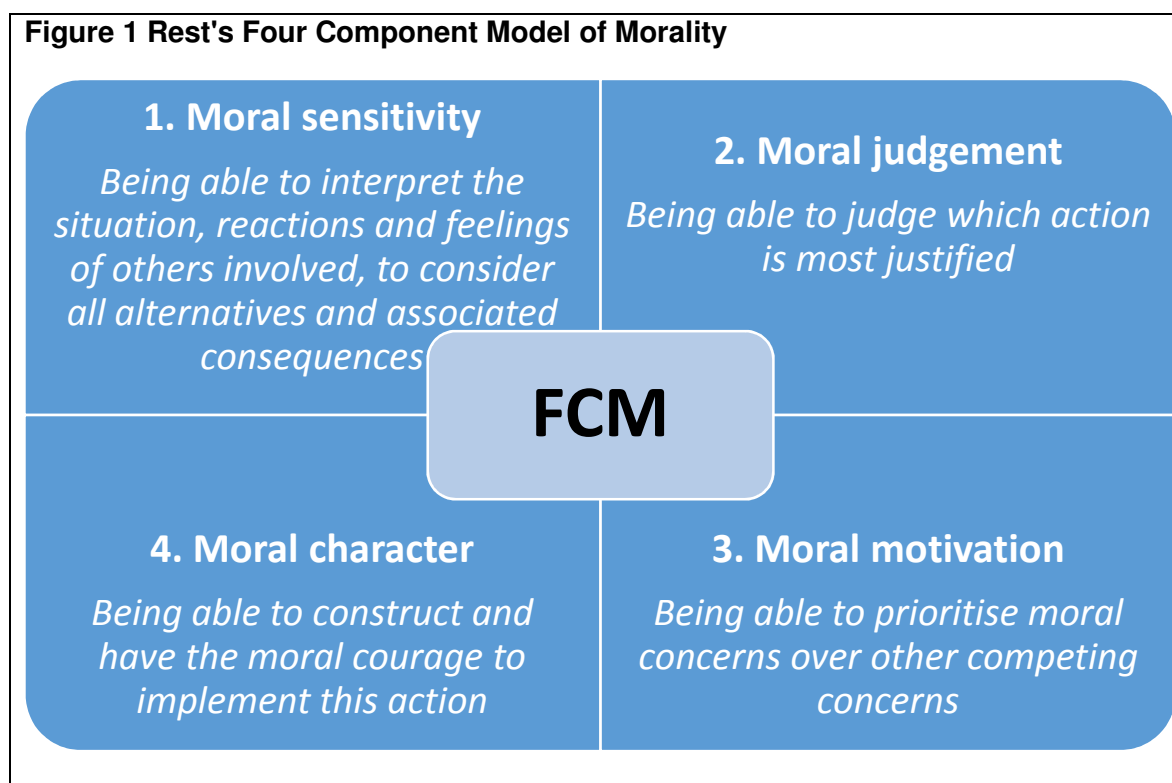 Figure 1 Rest's Four Component Model of Morality
1. Moral sensitivity
Being able to interpret the
situation, reactions and feelings
of others involved, to consider
all alternatives and associated
consequences
2. Moral judgement
Being able to judge which action
is most justified
FCM
4. Moral character
Being able to construct and
have the moral courage to
implement this action
3. Moral motivation
Being able to prioritise moral
concerns over other competing
concerns